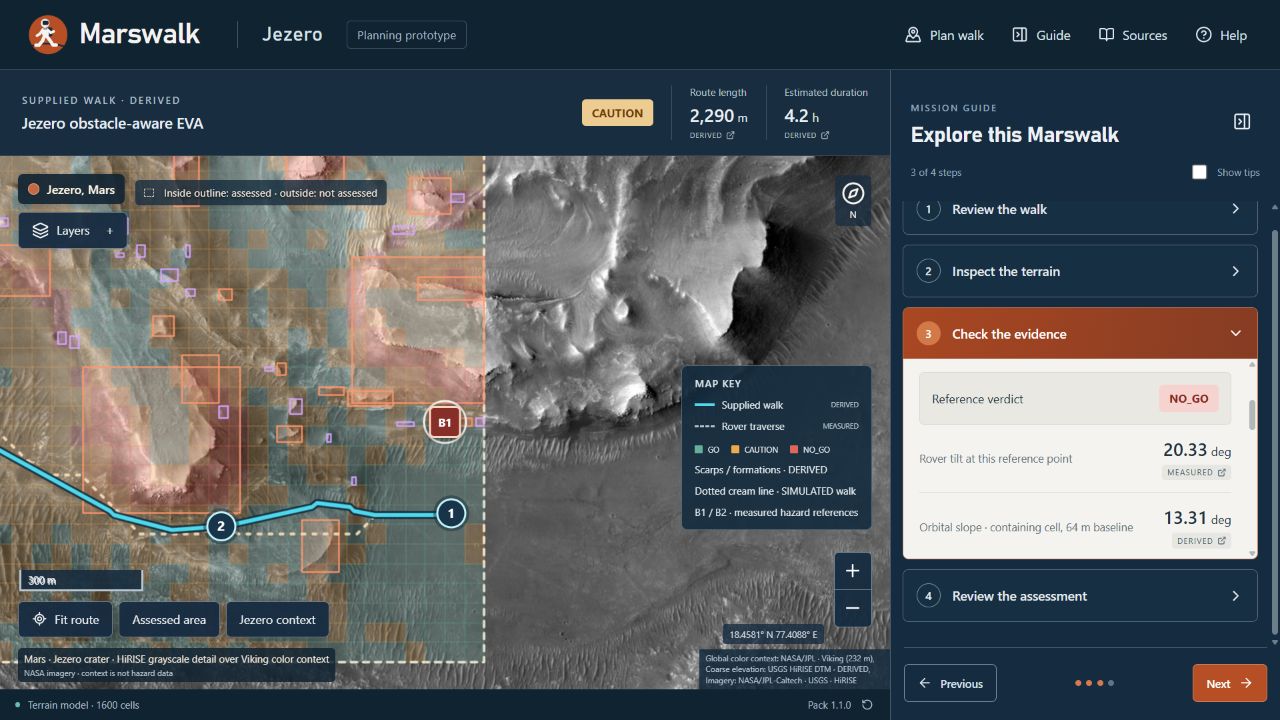 Marswalk
Jezero
Planning prototype
Plan walk
Guide
Sources
Help
SUPPLIED WALK · DERIVED
Jezero obstacle-aware EVA
CAUTION
Route length
2,290 m
DERIVED
Estimated duration
4.2 h
DERIVED
Jezero, Mars
Inside outline: assessed · outside: not assessed
Layers +
N
B1
1
2
MAP KEY
Supplied walk DERIVED
Rover traverse MEASURED
GO CAUTION NO_GO
Scarps / formations · DERIVED
Dotted cream line · SIMULATED walk
B1 / B2 · measured hazard references
300 m
+
−
Fit route
Assessed area
Jezero context
18.4581° N 77.4088° E
Mars · Jezero crater · HiRISE grayscale detail over Viking color context
NASA imagery · context is not hazard data
Global color context: NASA/JPL · Viking (232 m),
Coarse elevation: USGS HiRISE DTM · DERIVED,
Imagery: NASA/JPL-Caltech · USGS · HiRISE
Terrain model · 1600 cells
Pack 1.1.0
MISSION GUIDE
Explore this Marswalk
3 of 4 steps
Show tips
1 Review the walk
2 Inspect the terrain
3 Check the evidence
Reference verdict NO_GO
Rover tilt at this reference point 20.33 deg
MEASURED
Orbital slope · containing cell, 64 m baseline 13.31 deg
DERIVED
4 Review the assessment
Previous
Next